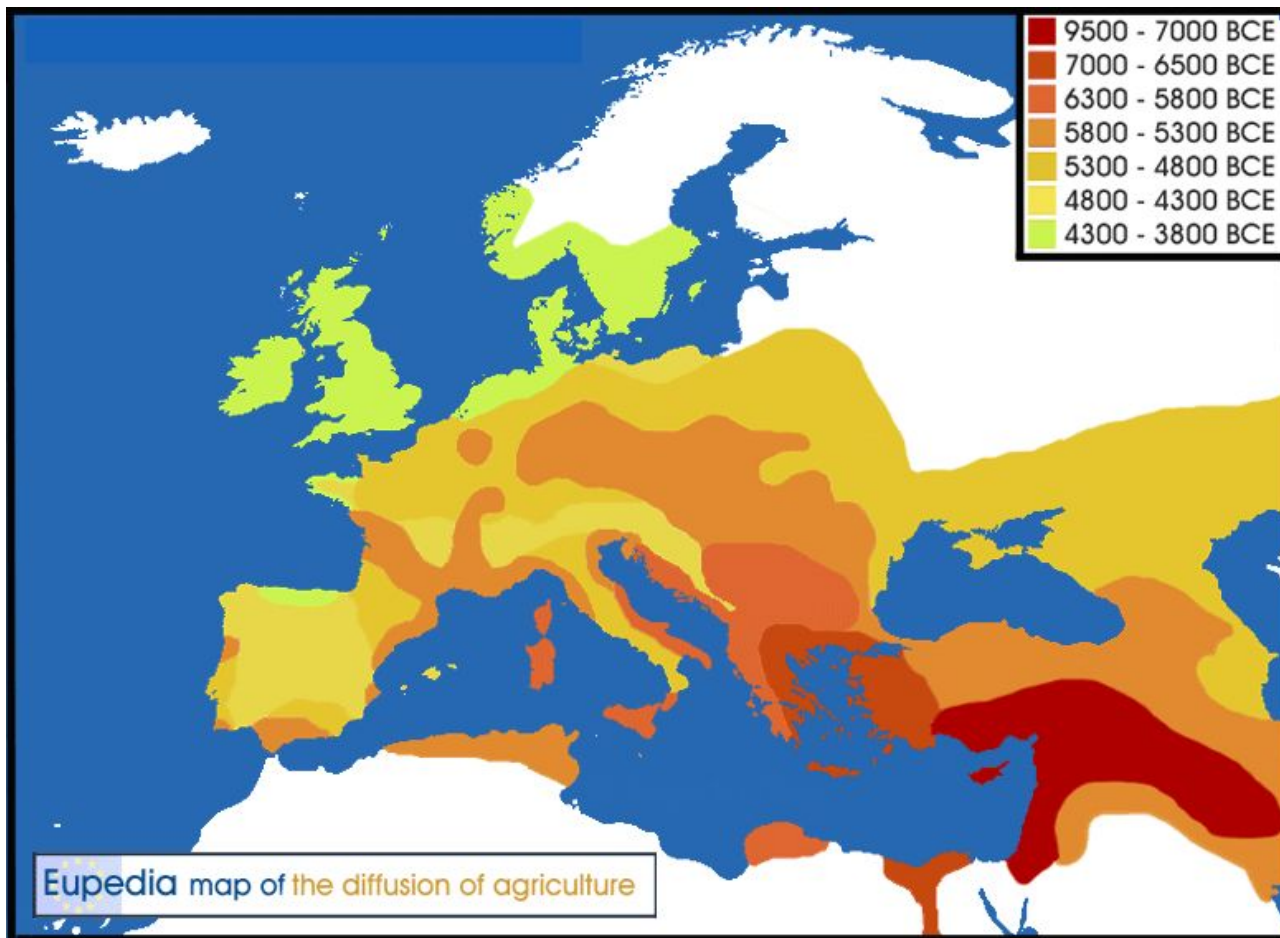 9500 - 7000 BCE
7000 - 6500 BCE
6300 - 5800 BCE
5800 - 5300 BCE
5300 - 4800 BCE
4800 - 4300 BCE
4300 - 3800 BCE
Eupedia map of the diffusion of agriculture